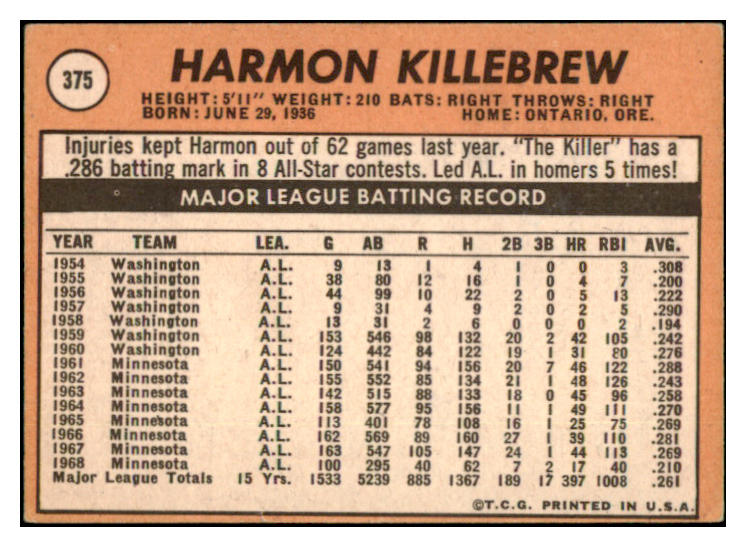 375
HARMON KILLEBREW
HEIGHT: 5'11" WEIGHT: 210 BATS: RIGHT THROWS: RIGHT
BORN: JUNE 29, 1936 HOME: ONTARIO, ORE.
Injuries kept Harmon out of 62 games last year. "The Killer" has a
.286 batting mark in 8 All-Star contests. Led A.L. in homers 5 times!
MAJOR LEAGUE BATTING RECORD
YEAR TEAM LEA. G AB R H 2B 3B HR RBI AVG.
1954 Washington A.L. 9 13 1 4 1 0 0 3 .308
1955 Washington A.L. 38 80 12 16 1 0 4 7 .200
1956 Washington A.L. 44 99 10 22 2 0 5 13 .222
1957 Washington A.L. 9 31 4 9 2 0 2 5 .290
1958 Washington A.L. 13 31 2 6 0 0 0 2 .194
1959 Washington A.L. 153 546 98 132 20 2 42 105 .242
1960 Washington A.L. 124 442 84 122 19 1 31 80 .276
1961 Minnesota A.L. 150 541 94 156 20 7 46 122 .288
1962 Minnesota A.L. 155 552 85 134 21 1 48 126 .243
1963 Minnesota A.L. 142 515 88 133 18 0 45 96 .258
1964 Minnesota A.L. 158 577 95 156 11 1 49 111 .270
1965 Minnesota A.L. 113 401 78 108 16 1 25 75 .269
1966 Minnesota A.L. 162 569 89 160 27 1 39 110 .281
1967 Minnesota A.L. 163 547 105 147 24 1 44 113 .269
1968 Minnesota A.L. 100 295 40 62 7 2 17 40 .210
Major League Totals 15 Yrs. 1533 5239 885 1367 189 17 397 1008 .261
©T.C.G. PRINTED IN U.S.A.